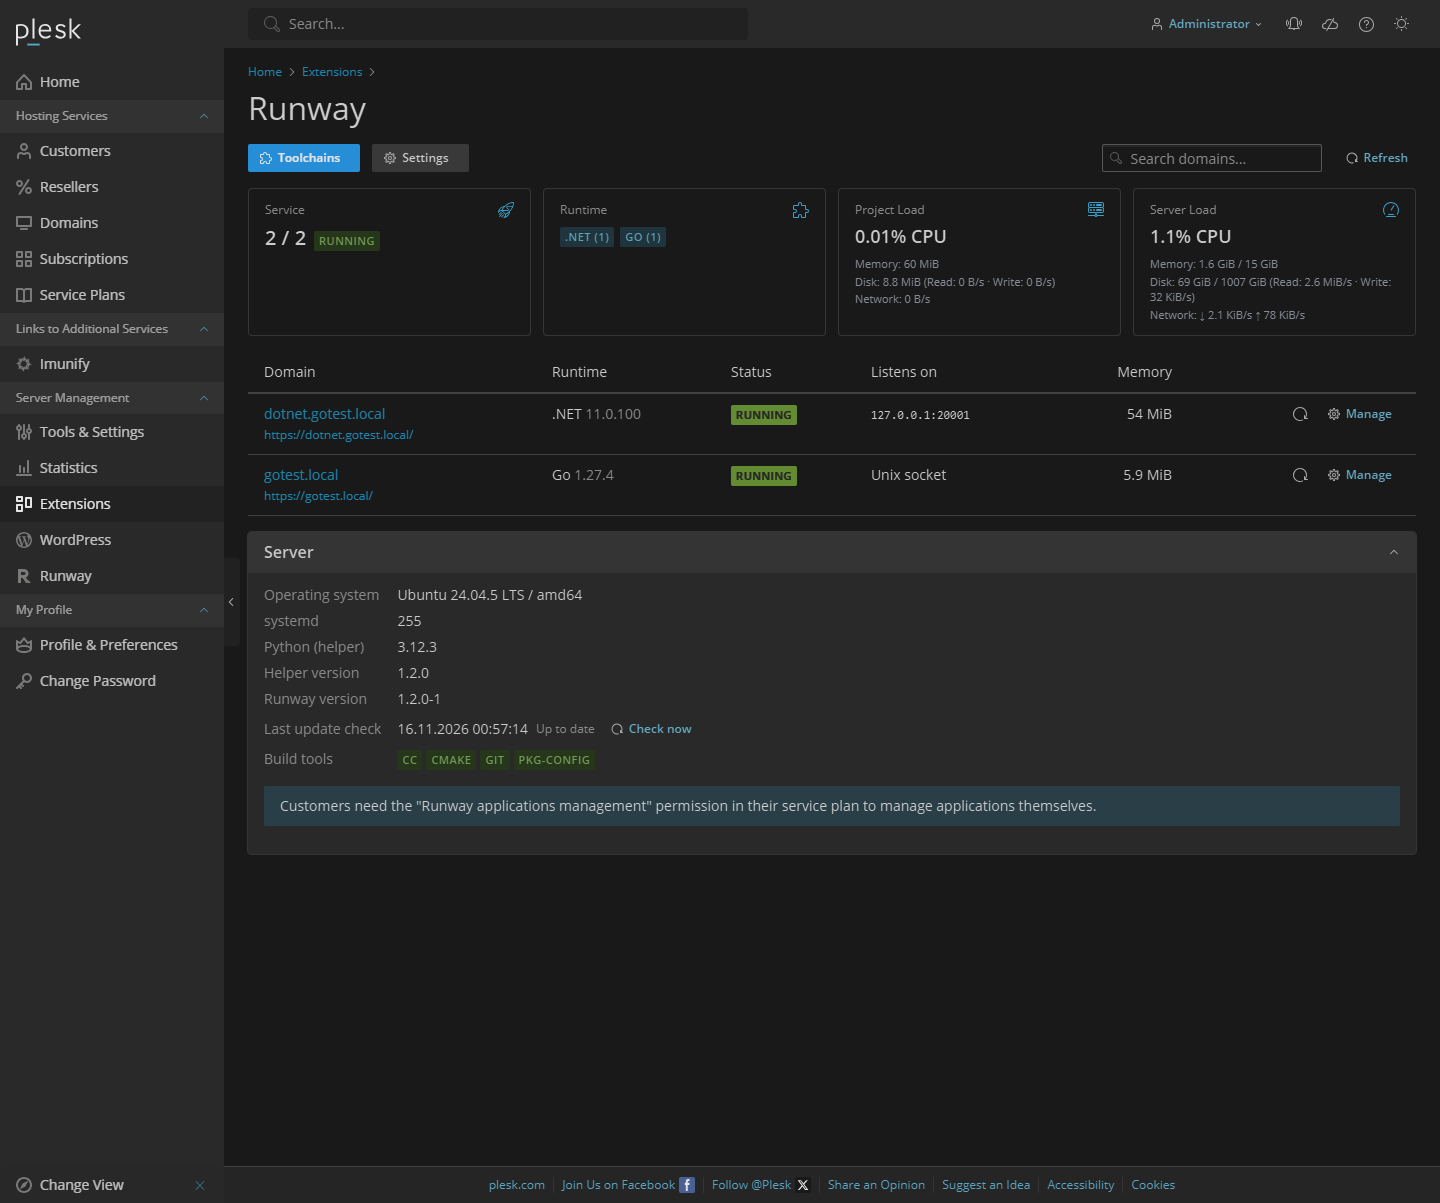 plesk
Search...
Administrator
Home
Hosting Services
Customers
Resellers
Domains
Subscriptions
Service Plans
Links to Additional Services
Imunify
Server Management
Tools & Settings
Statistics
Extensions
WordPress
Runway
My Profile
Profile & Preferences
Change Password
Change View
Home > Extensions >
Runway
Toolchains
Settings
Search domains...
Refresh
Service
2 / 2 RUNNING
Runtime
.NET (1) GO (1)
Project Load
0.01% CPU
Memory: 60 MiB
Disk: 8.8 MiB (Read: 0 B/s · Write: 0 B/s)
Network: 0 B/s
Server Load
1.1% CPU
Memory: 1.6 GiB / 15 GiB
Disk: 69 GiB / 1007 GiB (Read: 2.6 MiB/s · Write:
32 KiB/s)
Network: ↓ 2.1 KiB/s ↑ 78 KiB/s
Domain Runtime Status Listens on Memory
dotnet.gotest.local .NET 11.0.100 RUNNING 127.0.0.1:20001 54 MiB Manage
https://dotnet.gotest.local/
gotest.local Go 1.27.4 RUNNING Unix socket 5.9 MiB Manage
https://gotest.local/
Server
Operating system Ubuntu 24.04.5 LTS / amd64
systemd 255
Python (helper) 3.12.3
Helper version 1.2.0
Runway version 1.2.0-1
Last update check 16.11.2026 00:57:14 Up to date Check now
Build tools CC CMAKE GIT PKG-CONFIG
Customers need the "Runway applications management" permission in their service plan to manage applications themselves.
plesk.com Join Us on Facebook Follow @Plesk Share an Opinion Suggest an Idea Accessibility Cookies